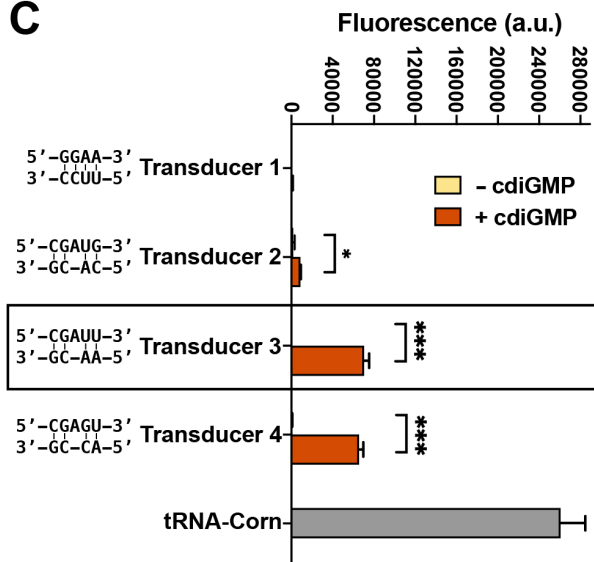 C
Fluorescence (a.u.)
0
40000
80000
120000
160000
200000
240000
280000
5’–GGAA–3’
3’–CCUU–5’
Transducer 1
– cdiGMP
+ cdiGMP
5’–CGAUG–3’
3’–GC–AC–5’
Transducer 2
*
5’–CGAUU–3’
3’–GC–AA–5’
Transducer 3
***
5’–CGAGU–3’
3’–GC–CA–5’
Transducer 4
***
tRNA-Corn